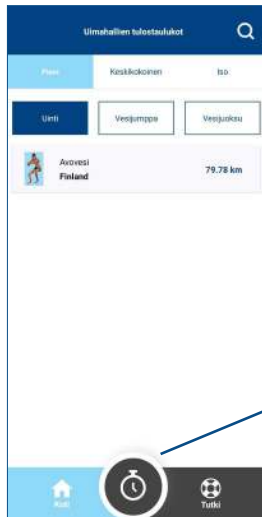 Uimahallien tulostaulukot
Pieni Keskikokoinen Iso
Uinti Vesijumppa Vesijuoksu
Avovesi
Finland
79.78 km
Koti Tutki